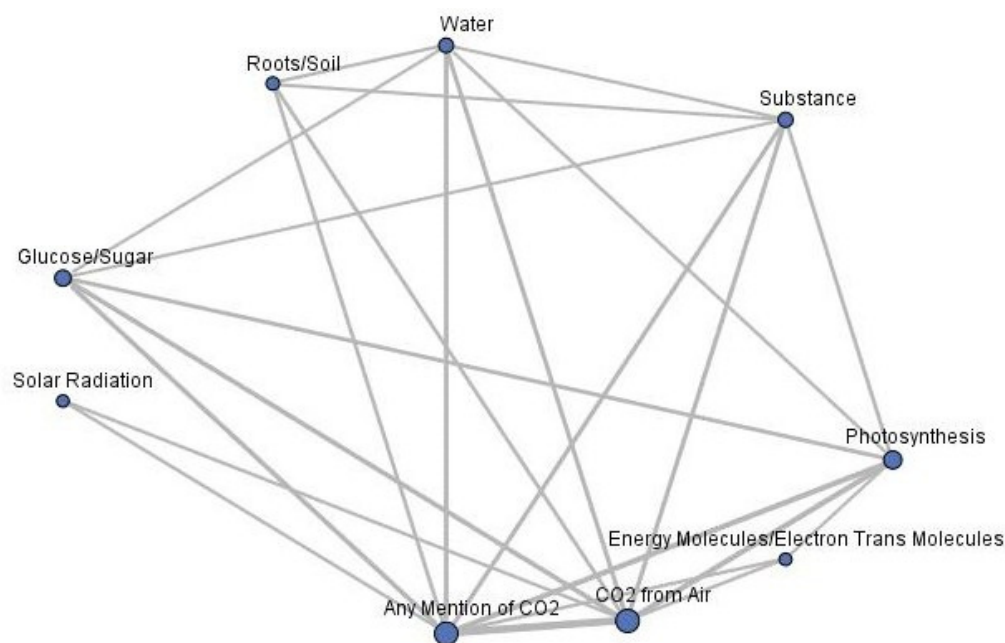 Water
Roots/Soil
Substance
Glucose/Sugar
Solar Radiation
Photosynthesis
Energy Molecules/Electron Trans Molecules
CO2 from Air
Any Mention of CO2